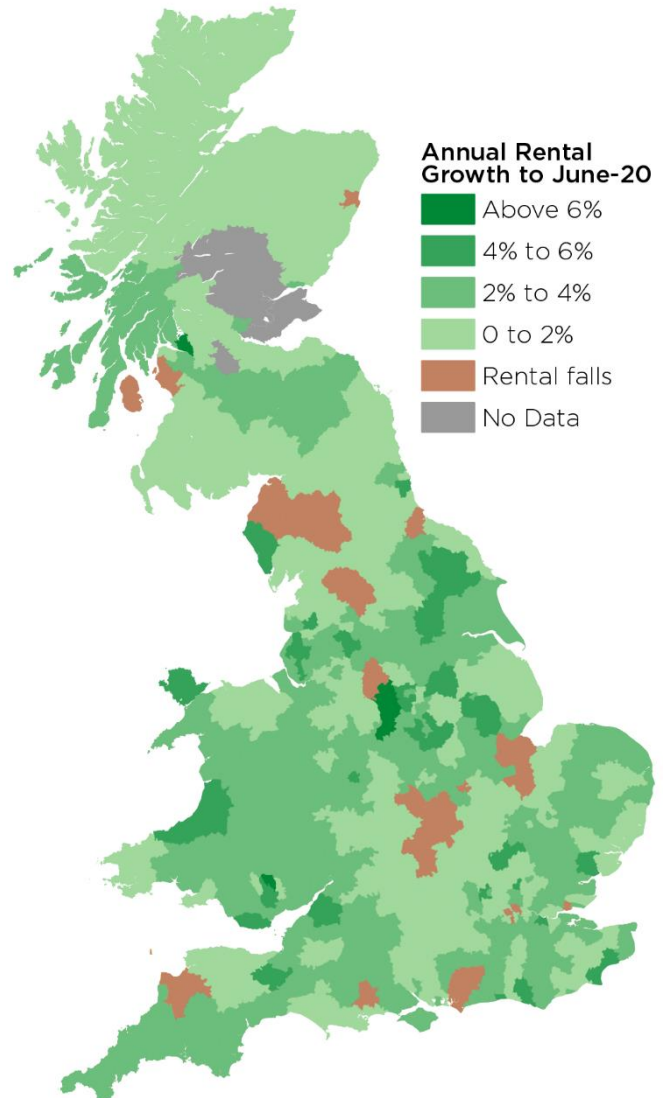 Annual Rental
Growth to June-20
Above 6%
4% to 6%
2% to 4%
0 to 2%
Rental falls
No Data